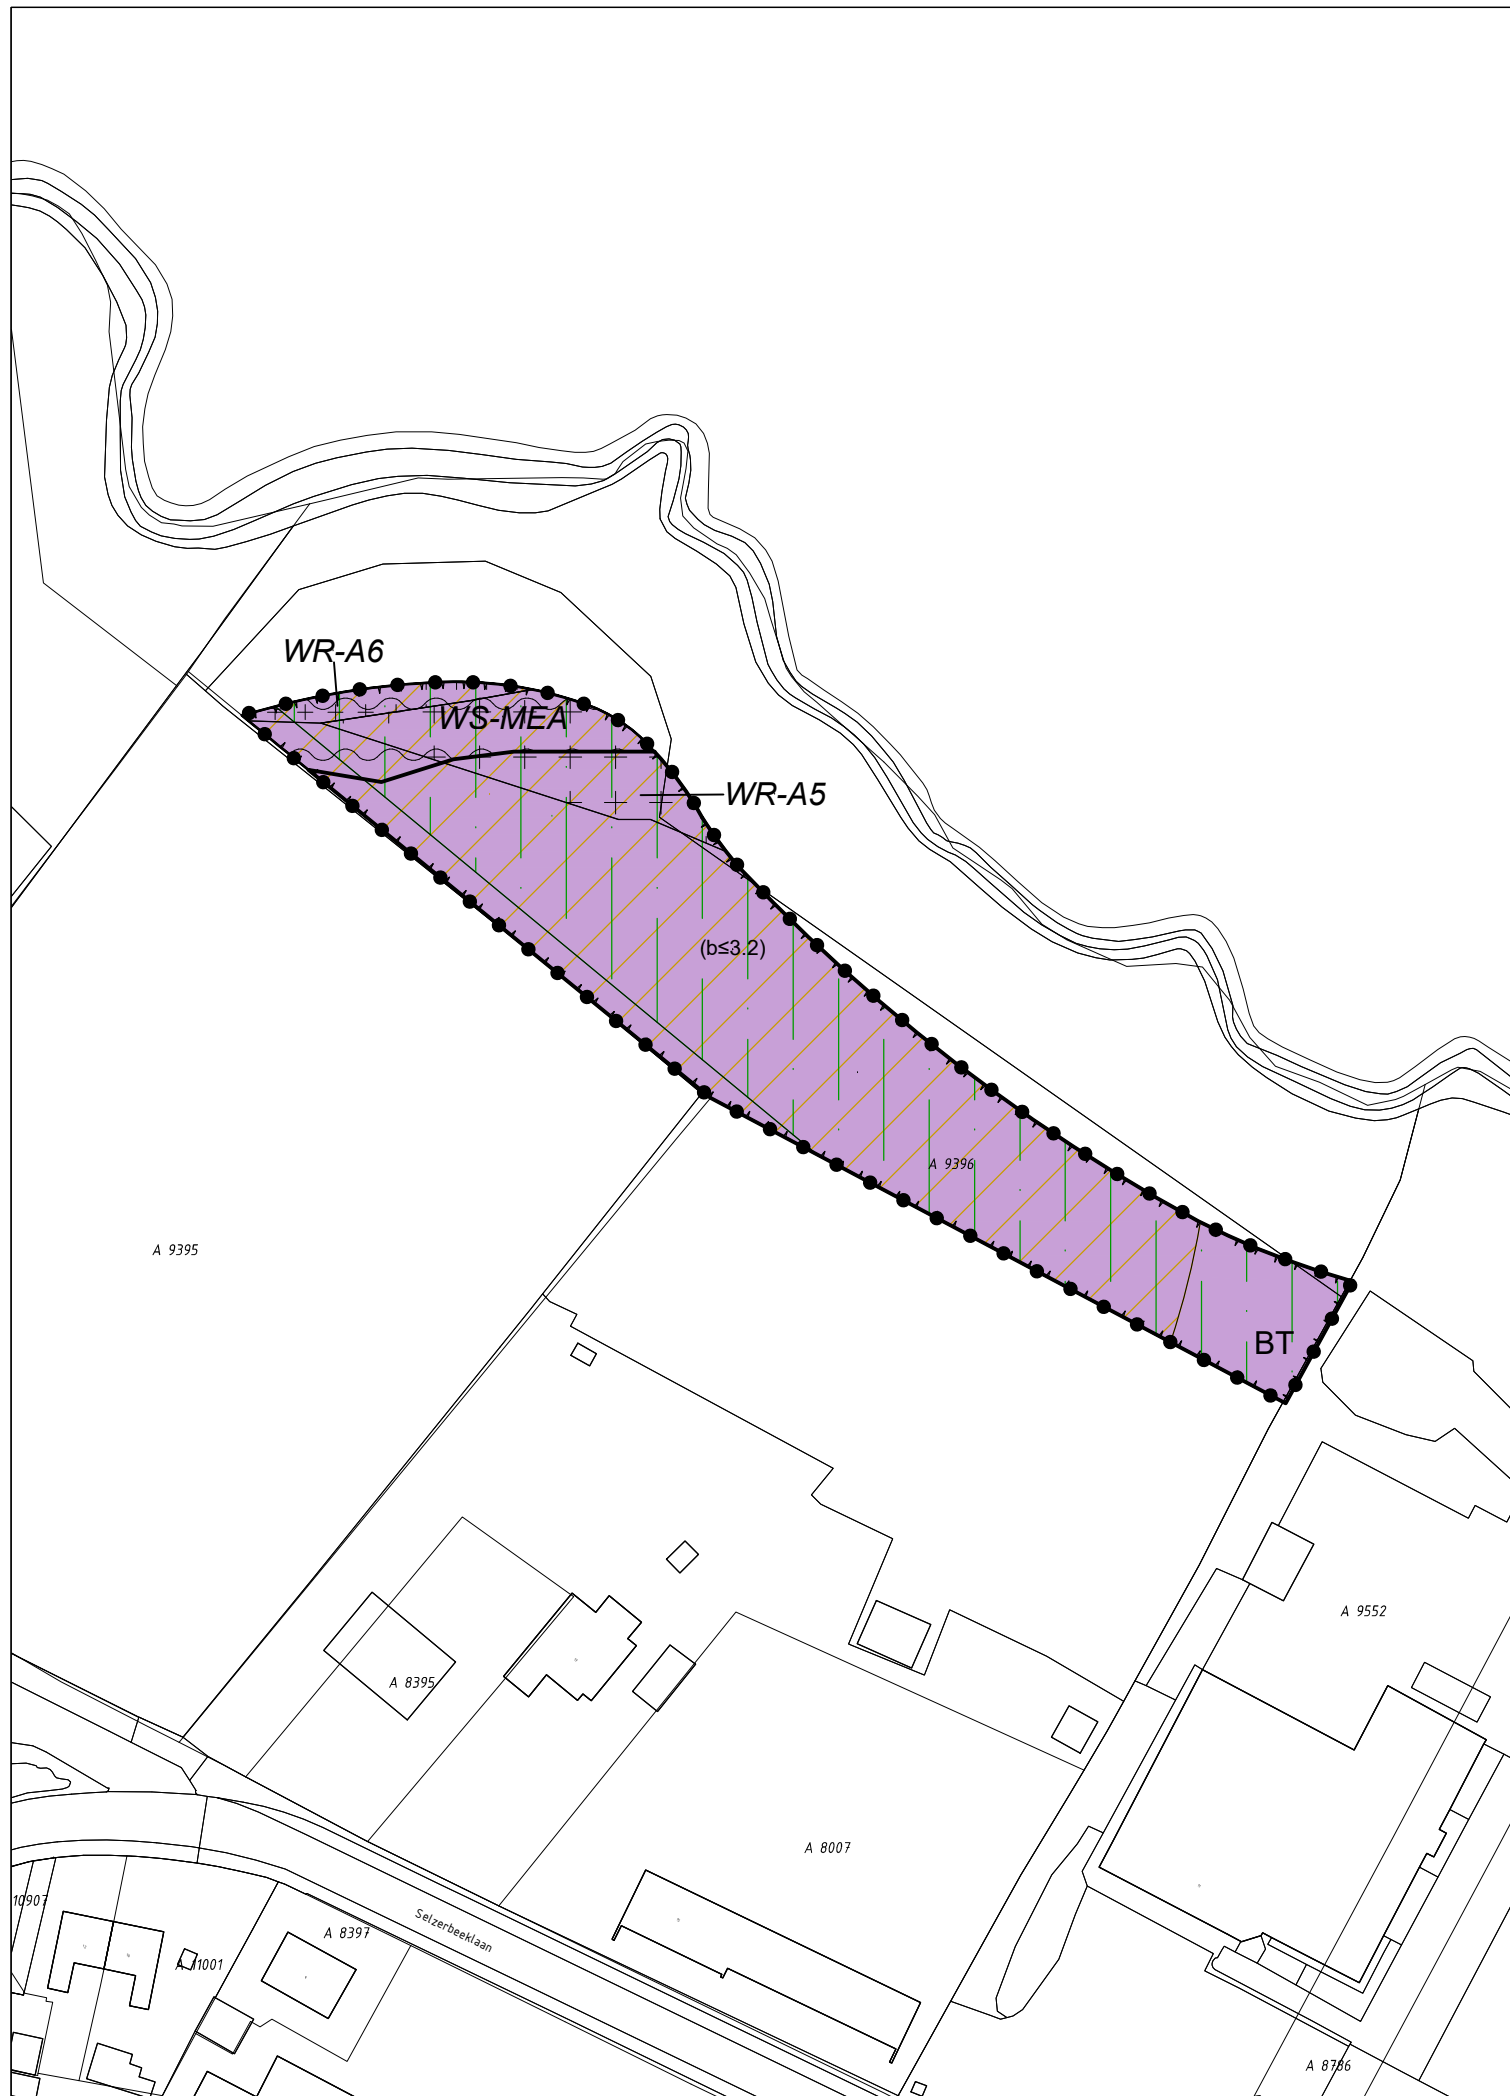 WR-A6
WS-MEA
WR-A5
(b≤3.2)
A 9396
A 9395
BT
A 9552
A 8395
A 8007
10907
Selzerbeeklaan
A 8397
A 11001
A 8786